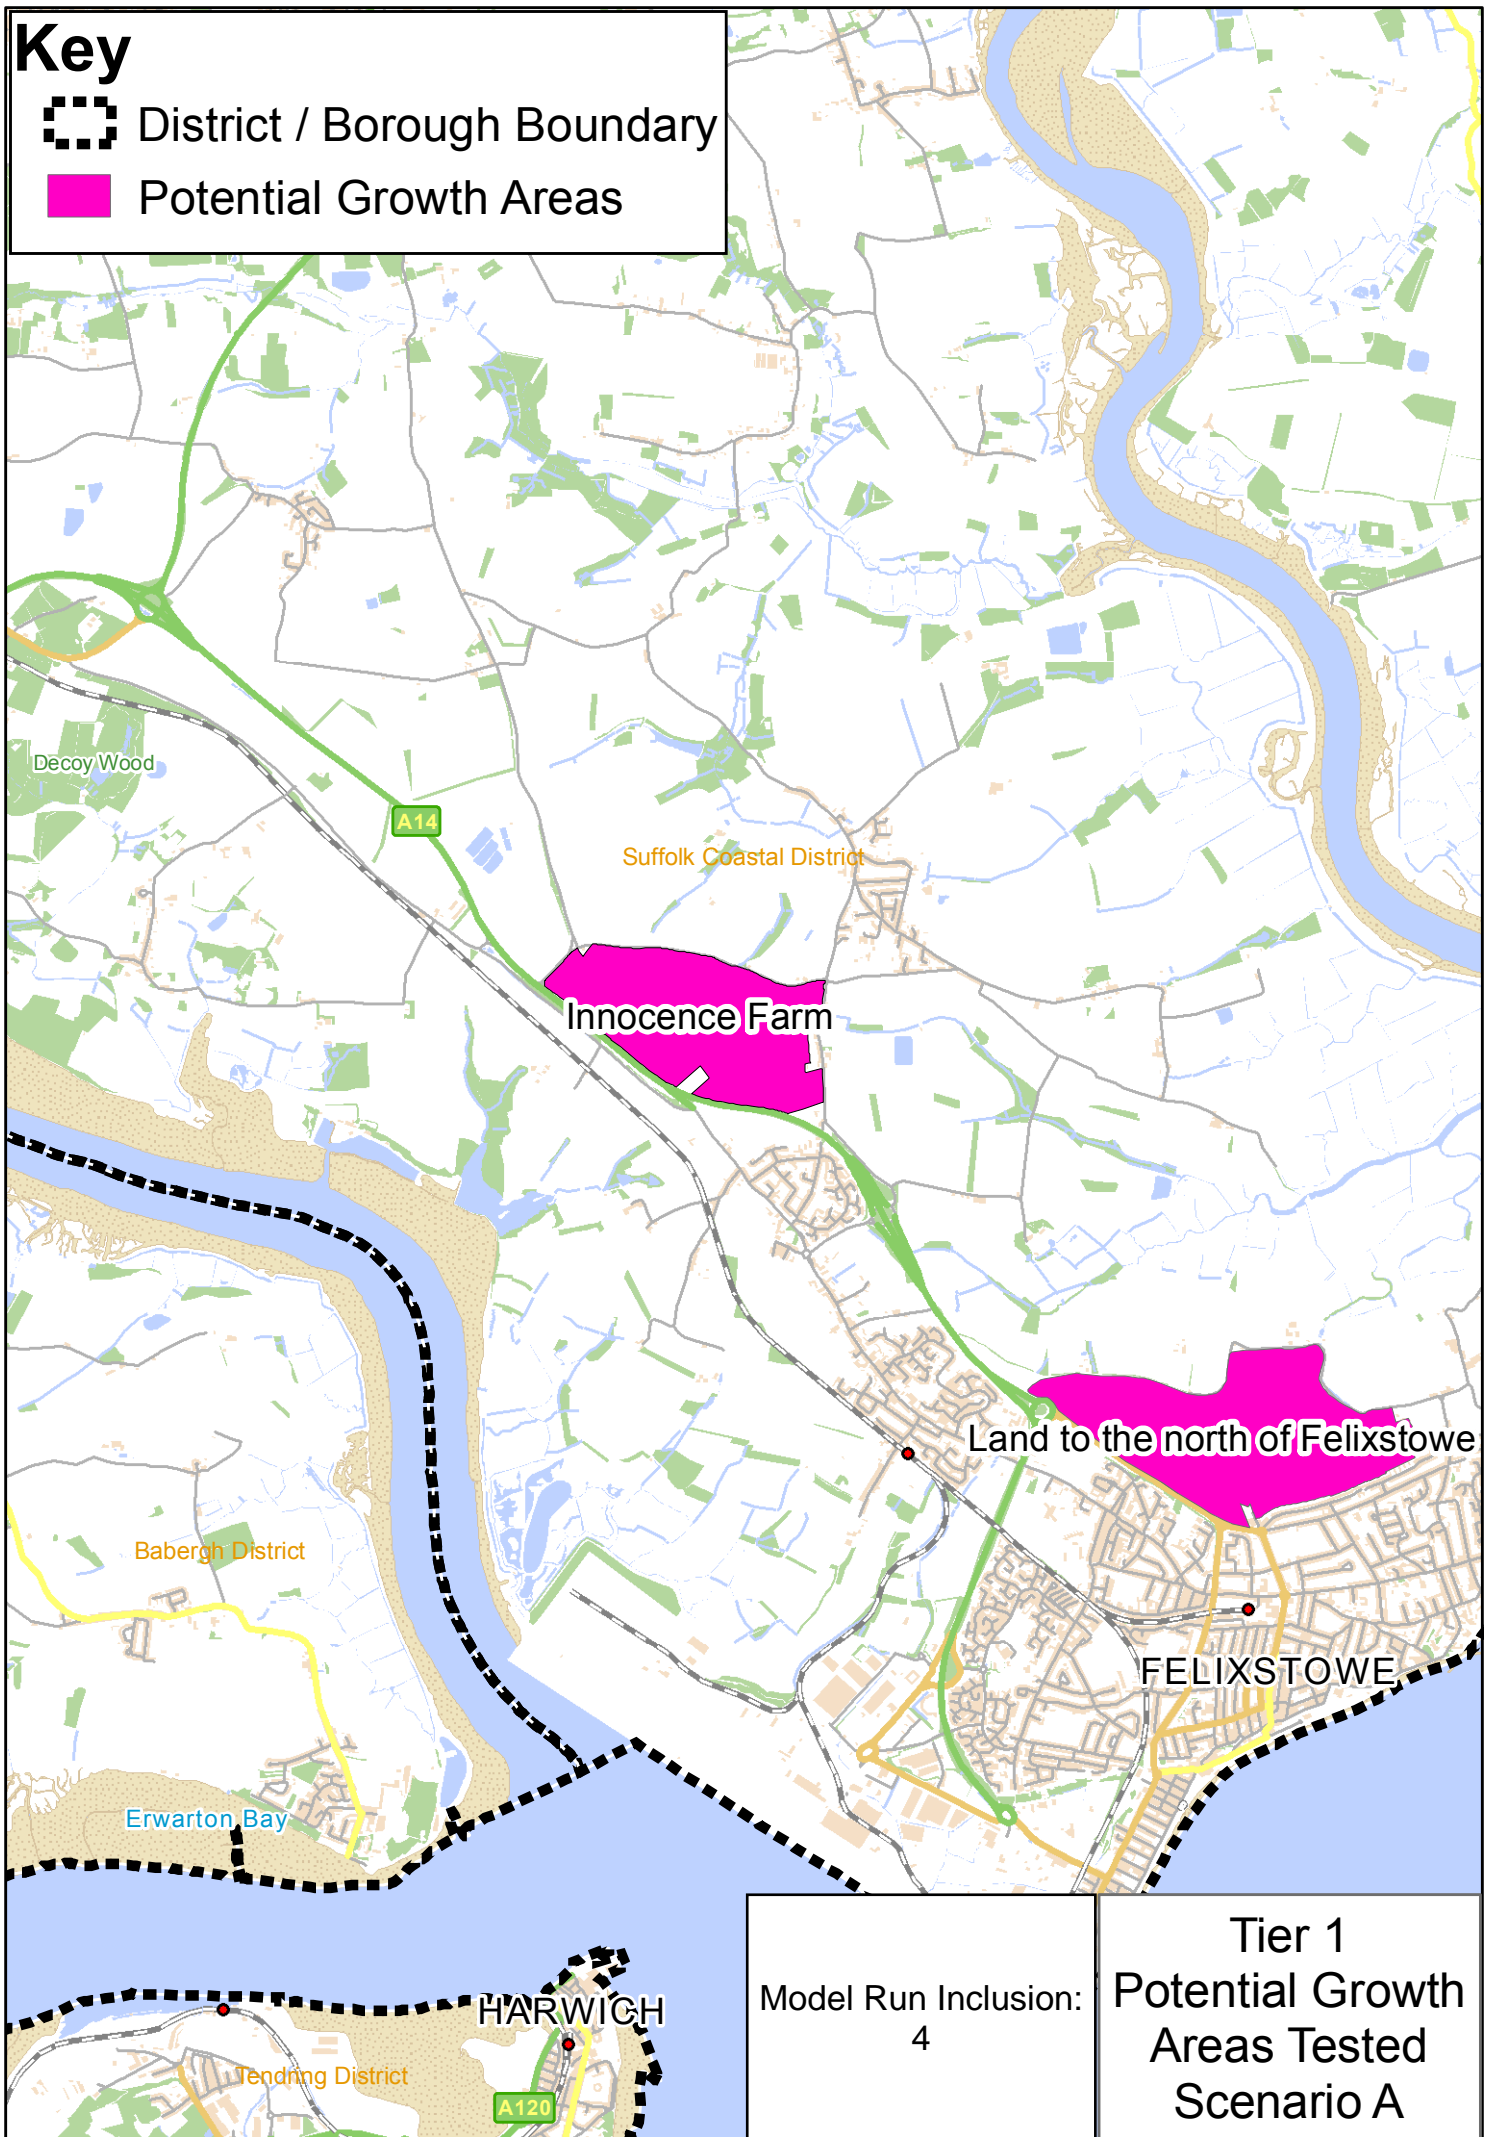 Key
District / Borough Boundary
Potential Growth Areas
Decoy Wood
A14
Suffolk Coastal District
Innocence Farm
Land to the north of Felixstowe
Babergh District
FELIXSTOWE
Erwarton Bay
HARWICH
Tendring District
A120
Model Run Inclusion:
4
Tier 1
Potential Growth
Areas Tested
Scenario A